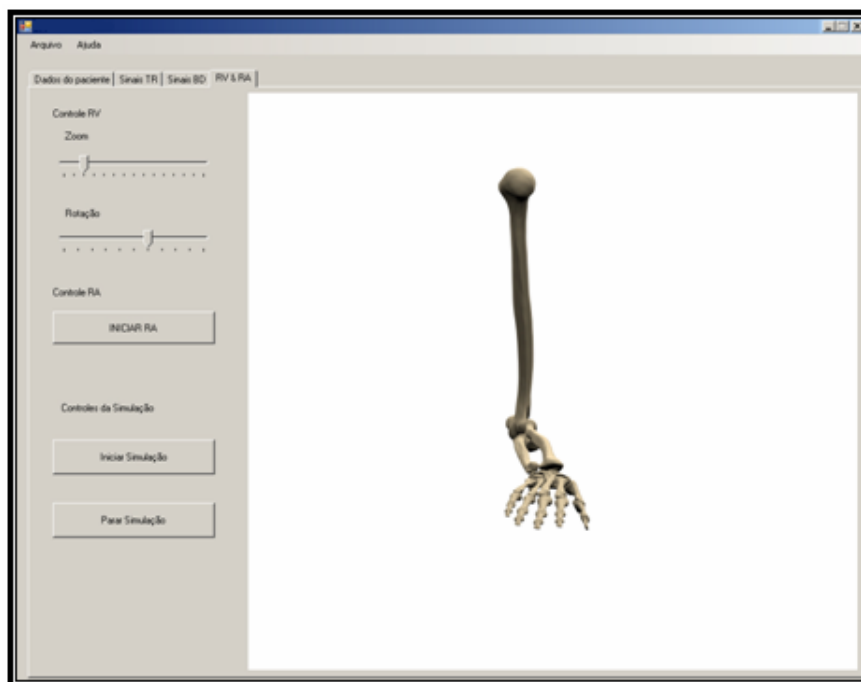 Arquivo Ajuda
Dados do paciente Sinais TR Sinais BD RV & RA
Controle RV
Zoom
Rotação
Controle RA
INICIAR RA
Controles da Simulação
Iniciar Simulação
Parar Simulação